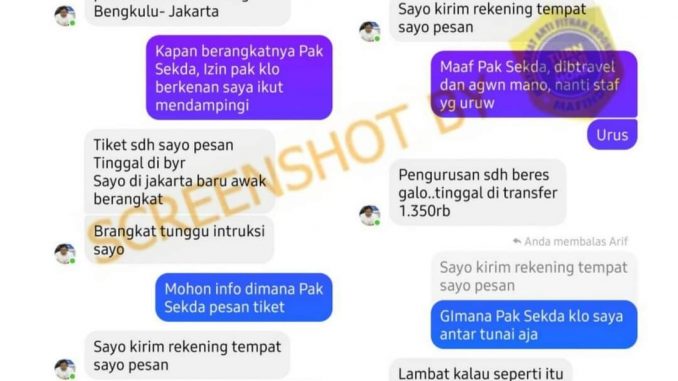 Bengkulu- Jakarta
Kapan berangkatnya Pak
Sekda, Izin pak klo
berkenan saya ikut
mendampingi
Tiket sdh sayo pesan
Tinggal di byr
Sayo di jakarta baru awak
berangkat
Brangkat tunggu intruksi
sayo
Mohon info dimana Pak
Sekda pesan tiket
Sayo kirim rekening tempat
sayo pesan
Sayo kirim rekening tempat
sayo pesan
Maaf Pak Sekda, dibtravel
dan agwn mano, nanti staf
yg uruw
Urus
Pengurusan sdh beres
galo..tinggal di transfer
1.350rb
Anda membalas Arif
Sayo kirim rekening tempat
sayo pesan
GImana Pak Sekda klo saya
antar tunai aja
Lambat kalau seperti itu
SCREENSHOT BY